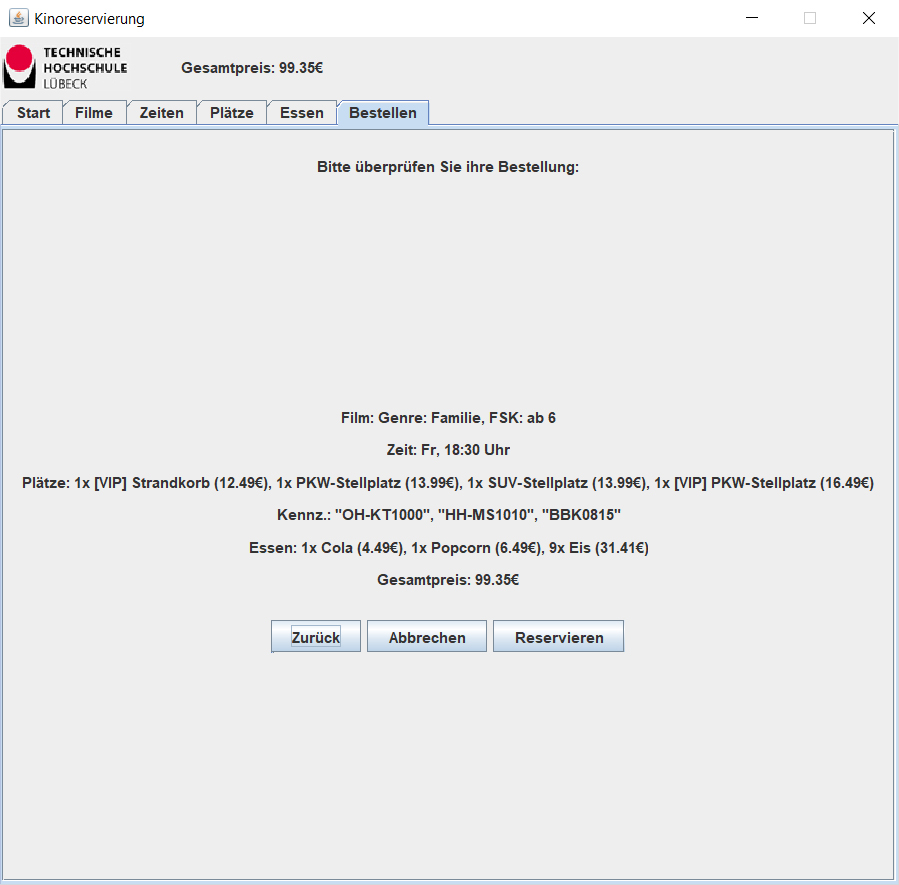 Kinoreservierung
TECHNISCHE
HOCHSCHULE
LÜBECK
Gesamtpreis: 99.35€
Start Filme Zeiten Plätze Essen Bestellen
Bitte überprüfen Sie ihre Bestellung:
Film: Genre: Familie, FSK: ab 6
Zeit: Fr, 18:30 Uhr
Plätze: 1x [VIP] Strandkorb (12.49€), 1x PKW-Stellplatz (13.99€), 1x SUV-Stellplatz (13.99€), 1x [VIP] PKW-Stellplatz (16.49€)
Kennz.: "OH-KT1000", "HH-MS1010", "BBK0815"
Essen: 1x Cola (4.49€), 1x Popcorn (6.49€), 9x Eis (31.41€)
Gesamtpreis: 99.35€
Zurück Abbrechen Reservieren